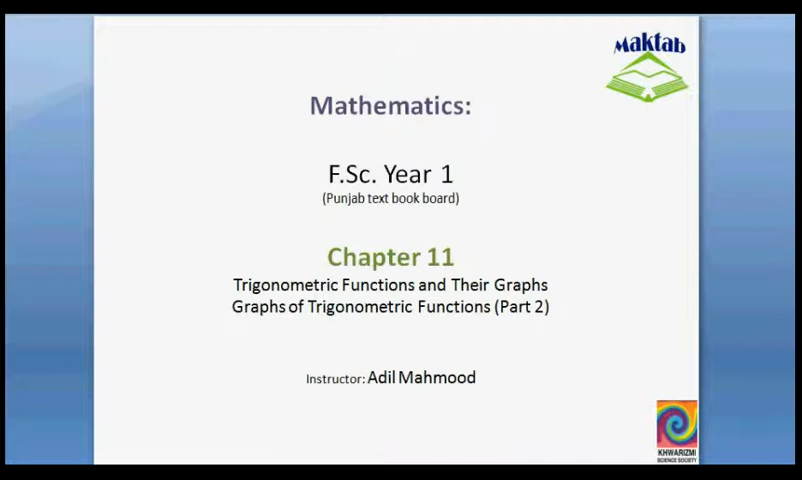 Maktab
Mathematics:
F.Sc. Year 1
(Punjab text book board)
Chapter 11
Trigonometric Functions and Their Graphs
Graphs of Trigonometric Functions (Part 2)
Instructor: Adil Mahmood
KHWARIZMI
SCIENCE SOCIETY